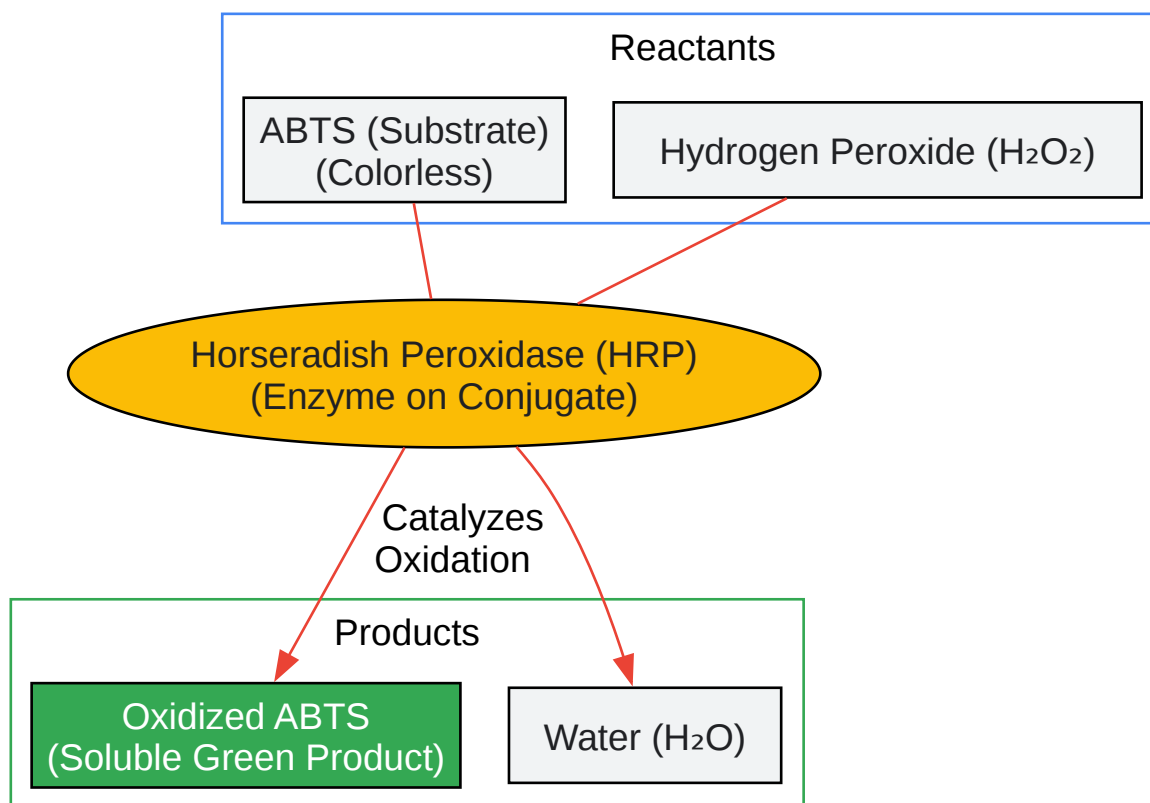 Reactants
ABTS (Substrate)
(Colorless)
Hydrogen Peroxide (H₂O₂)
Horseradish Peroxidase (HRP)
(Enzyme on Conjugate)
Catalyzes
Oxidation
Products
Oxidized ABTS
(Soluble Green Product)
Water (H₂O)